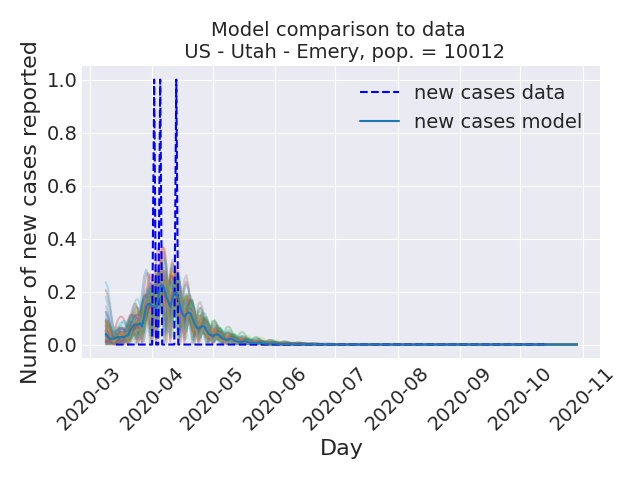 Model comparison to data
US - Utah - Emery, pop. = 10012
Number of new cases reported
1.0
0.8
0.6
0.4
0.2
0.0
new cases data
new cases model
2020-03
2020-04
2020-05
2020-06
2020-07
2020-08
2020-09
2020-10
2020-11
Day